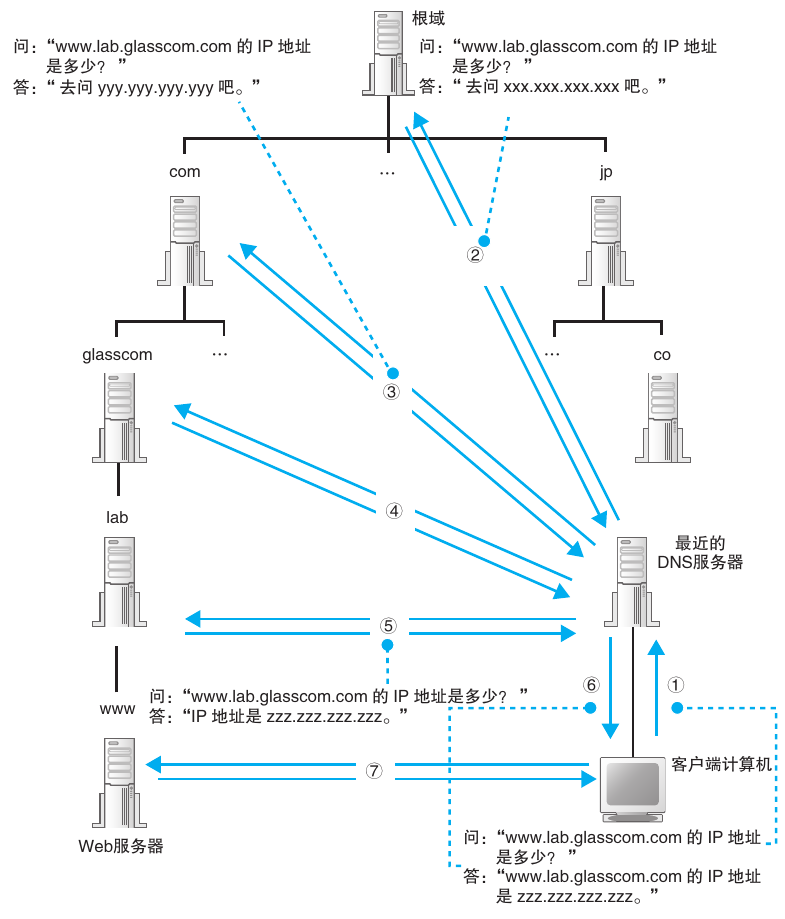 根域
问：“www.lab.glasscom.com 的 IP 地址
是多少？”
答：“去问 yyy.yyy.yyy.yyy 吧。”
问：“www.lab.glasscom.com 的 IP 地址
是多少？”
答：“去问 xxx.xxx.xxx.xxx 吧。”
com
...
jp
②
glasscom
...
...
co
③
④
lab
最近的
DNS服务器
⑤
⑥
①
问：“www.lab.glasscom.com 的 IP 地址是多少？”
答：“IP 地址是 zzz.zzz.zzz.zzz。”
www
⑦
客户端计算机
Web服务器
问：“www.lab.glasscom.com 的 IP 地址
是多少？”
答：“www.lab.glasscom.com 的 IP 地址
是 zzz.zzz.zzz.zzz。”